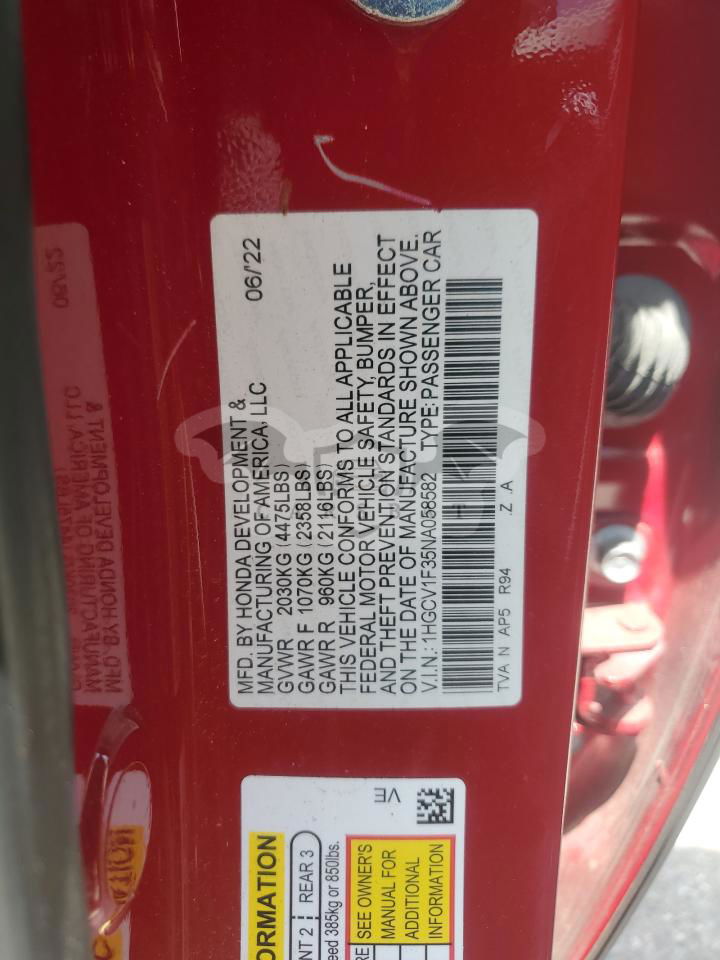 MFD. BY HONDA DEVELOPMENT & 06/'22
MANUFACTURING OF AMERICA, LLC
GVWR 2030KG (4475LBS)
GAWR F 1070KG (2358LBS)
GAWR R 960KG (2116LBS)
THIS VEHICLE CONFORMS TO ALL APPLICABLE
FEDERAL MOTOR VEHICLE SAFETY, BUMPER,
AND THEFT PREVENTION STANDARDS IN EFFECT
ON THE DATE OF MANUFACTURE SHOWN ABOVE.
V.I.N.: 1HGCV1F35NA058582 TYPE: PASSENGER CAR
TVA N AP5 R94 .Z .A
VE
ORMATION
NT 2 REAR 3
eed 385kg or 850lbs.
RE SEE OWNER'S
MANUAL FOR
ADDITIONAL
INFORMATION